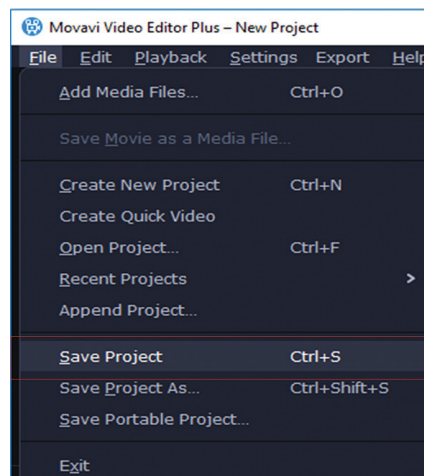 Movavi Video Editor Plus – New Project
File Edit Playback Settings Export Help
Add Media Files... Ctrl+O
Save Movie as a Media File...
Create New Project Ctrl+N
Create Quick Video
Open Project... Ctrl+F
Recent Projects >
Append Project...
Save Project Ctrl+S
Save Project As... Ctrl+Shift+S
Save Portable Project...
Exit